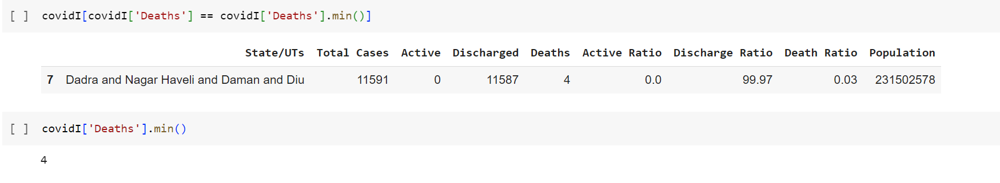 [ ] covidI[covidI['Deaths'] == covidI['Deaths'].min()]
State/UTs Total Cases Active Discharged Deaths Active Ratio Discharge Ratio Death Ratio Population
7 Dadra and Nagar Haveli and Daman and Diu 11591 0 11587 4 0.0 99.97 0.03 231502578
[ ] covidI['Deaths'].min()
4